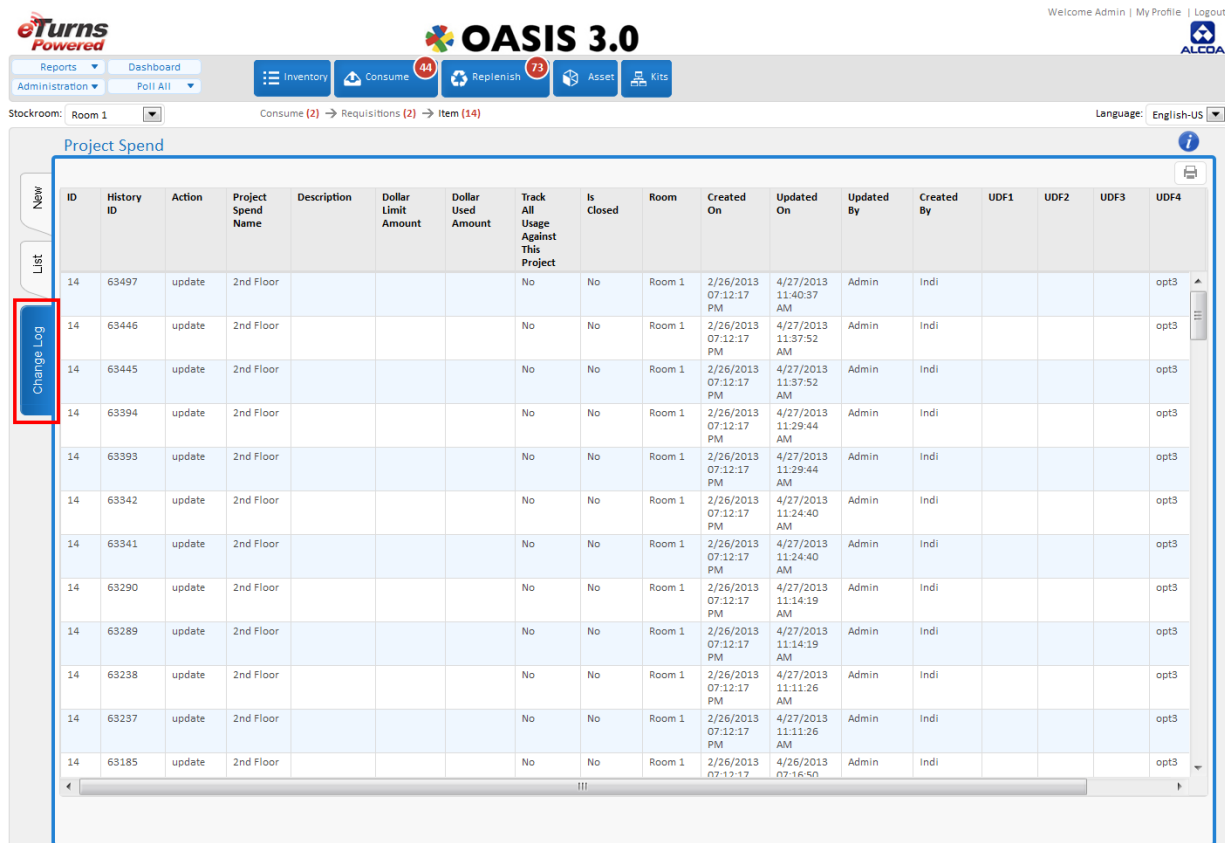 Welcome Admin | My Profile | Logout
eTurns
Powered
OASIS 3.0
ALCOA
Reports
Dashboard
Administration
Poll All
Inventory
Consume
44
Replenish
73
Asset
Kits
Stockroom: Room 1
Consume (2) → Requisitions (2) → Item (14)
Language: English-US
Project Spend
i
New
List
Change Log
ID History ID Action Project Spend Name Description Dollar Limit Amount Dollar Used Amount Track All Usage Against This Project Is Closed Room Created On Updated On Updated By Created By UDF1 UDF2 UDF3 UDF4
14 63497 update 2nd Floor No No Room 1 2/26/2013 07:12:17 PM 4/27/2013 11:40:37 AM Admin Indi opt3
14 63446 update 2nd Floor No No Room 1 2/26/2013 07:12:17 PM 4/27/2013 11:37:52 AM Admin Indi opt3
14 63445 update 2nd Floor No No Room 1 2/26/2013 07:12:17 PM 4/27/2013 11:37:52 AM Admin Indi opt3
14 63394 update 2nd Floor No No Room 1 2/26/2013 07:12:17 PM 4/27/2013 11:29:44 AM Admin Indi opt3
14 63393 update 2nd Floor No No Room 1 2/26/2013 07:12:17 PM 4/27/2013 11:29:44 AM Admin Indi opt3
14 63342 update 2nd Floor No No Room 1 2/26/2013 07:12:17 PM 4/27/2013 11:24:40 AM Admin Indi opt3
14 63341 update 2nd Floor No No Room 1 2/26/2013 07:12:17 PM 4/27/2013 11:24:40 AM Admin Indi opt3
14 63290 update 2nd Floor No No Room 1 2/26/2013 07:12:17 PM 4/27/2013 11:14:19 AM Admin Indi opt3
14 63289 update 2nd Floor No No Room 1 2/26/2013 07:12:17 PM 4/27/2013 11:14:19 AM Admin Indi opt3
14 63238 update 2nd Floor No No Room 1 2/26/2013 07:12:17 PM 4/27/2013 11:11:26 AM Admin Indi opt3
14 63237 update 2nd Floor No No Room 1 2/26/2013 07:12:17 PM 4/27/2013 11:11:26 AM Admin Indi opt3
14 63185 update 2nd Floor No No Room 1 2/26/2013 07:12:17 4/26/2013 07:16:50 Admin Indi opt3